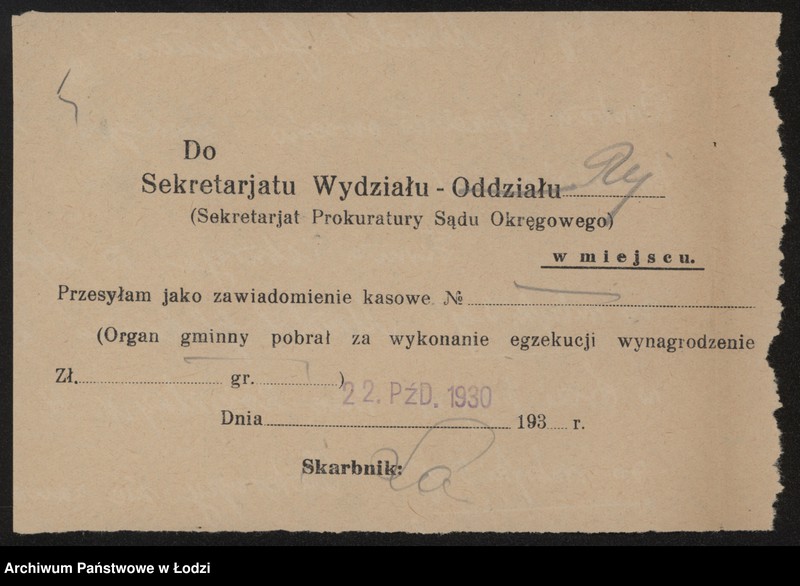 Do
Sekretarjatu Wydziału - Oddziału Rej
(Sekretarjat Prokuratury Sądu Okręgowego)
w miejscu.
Przesyłam jako zawiadomienie kasowe №
(Organ gminny pobrał za wykonanie egzekucji wynagrodzenie
Zł. gr. )
22. PŹD. 1930
Dnia 193 r.
Skarbnik:
Archiwum Państwowe w Łodzi